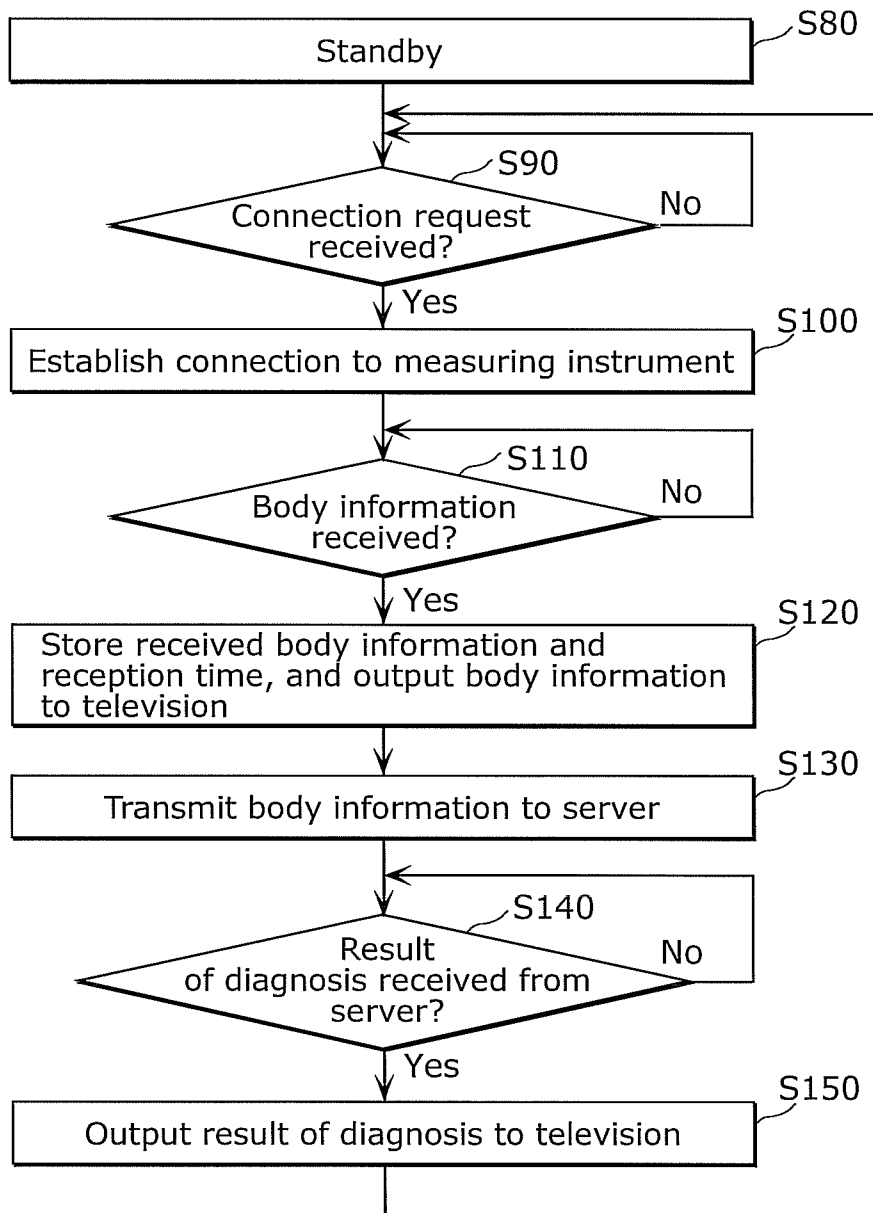 S80
Standby
S90
Connection request
received?
No
Yes
S100
Establish connection to measuring instrument
S110
Body information
received?
No
Yes
S120
Store received body information and
reception time, and output body information
to television
S130
Transmit body information to server
S140
Result
of diagnosis received from
server?
No
Yes
S150
Output result of diagnosis to television